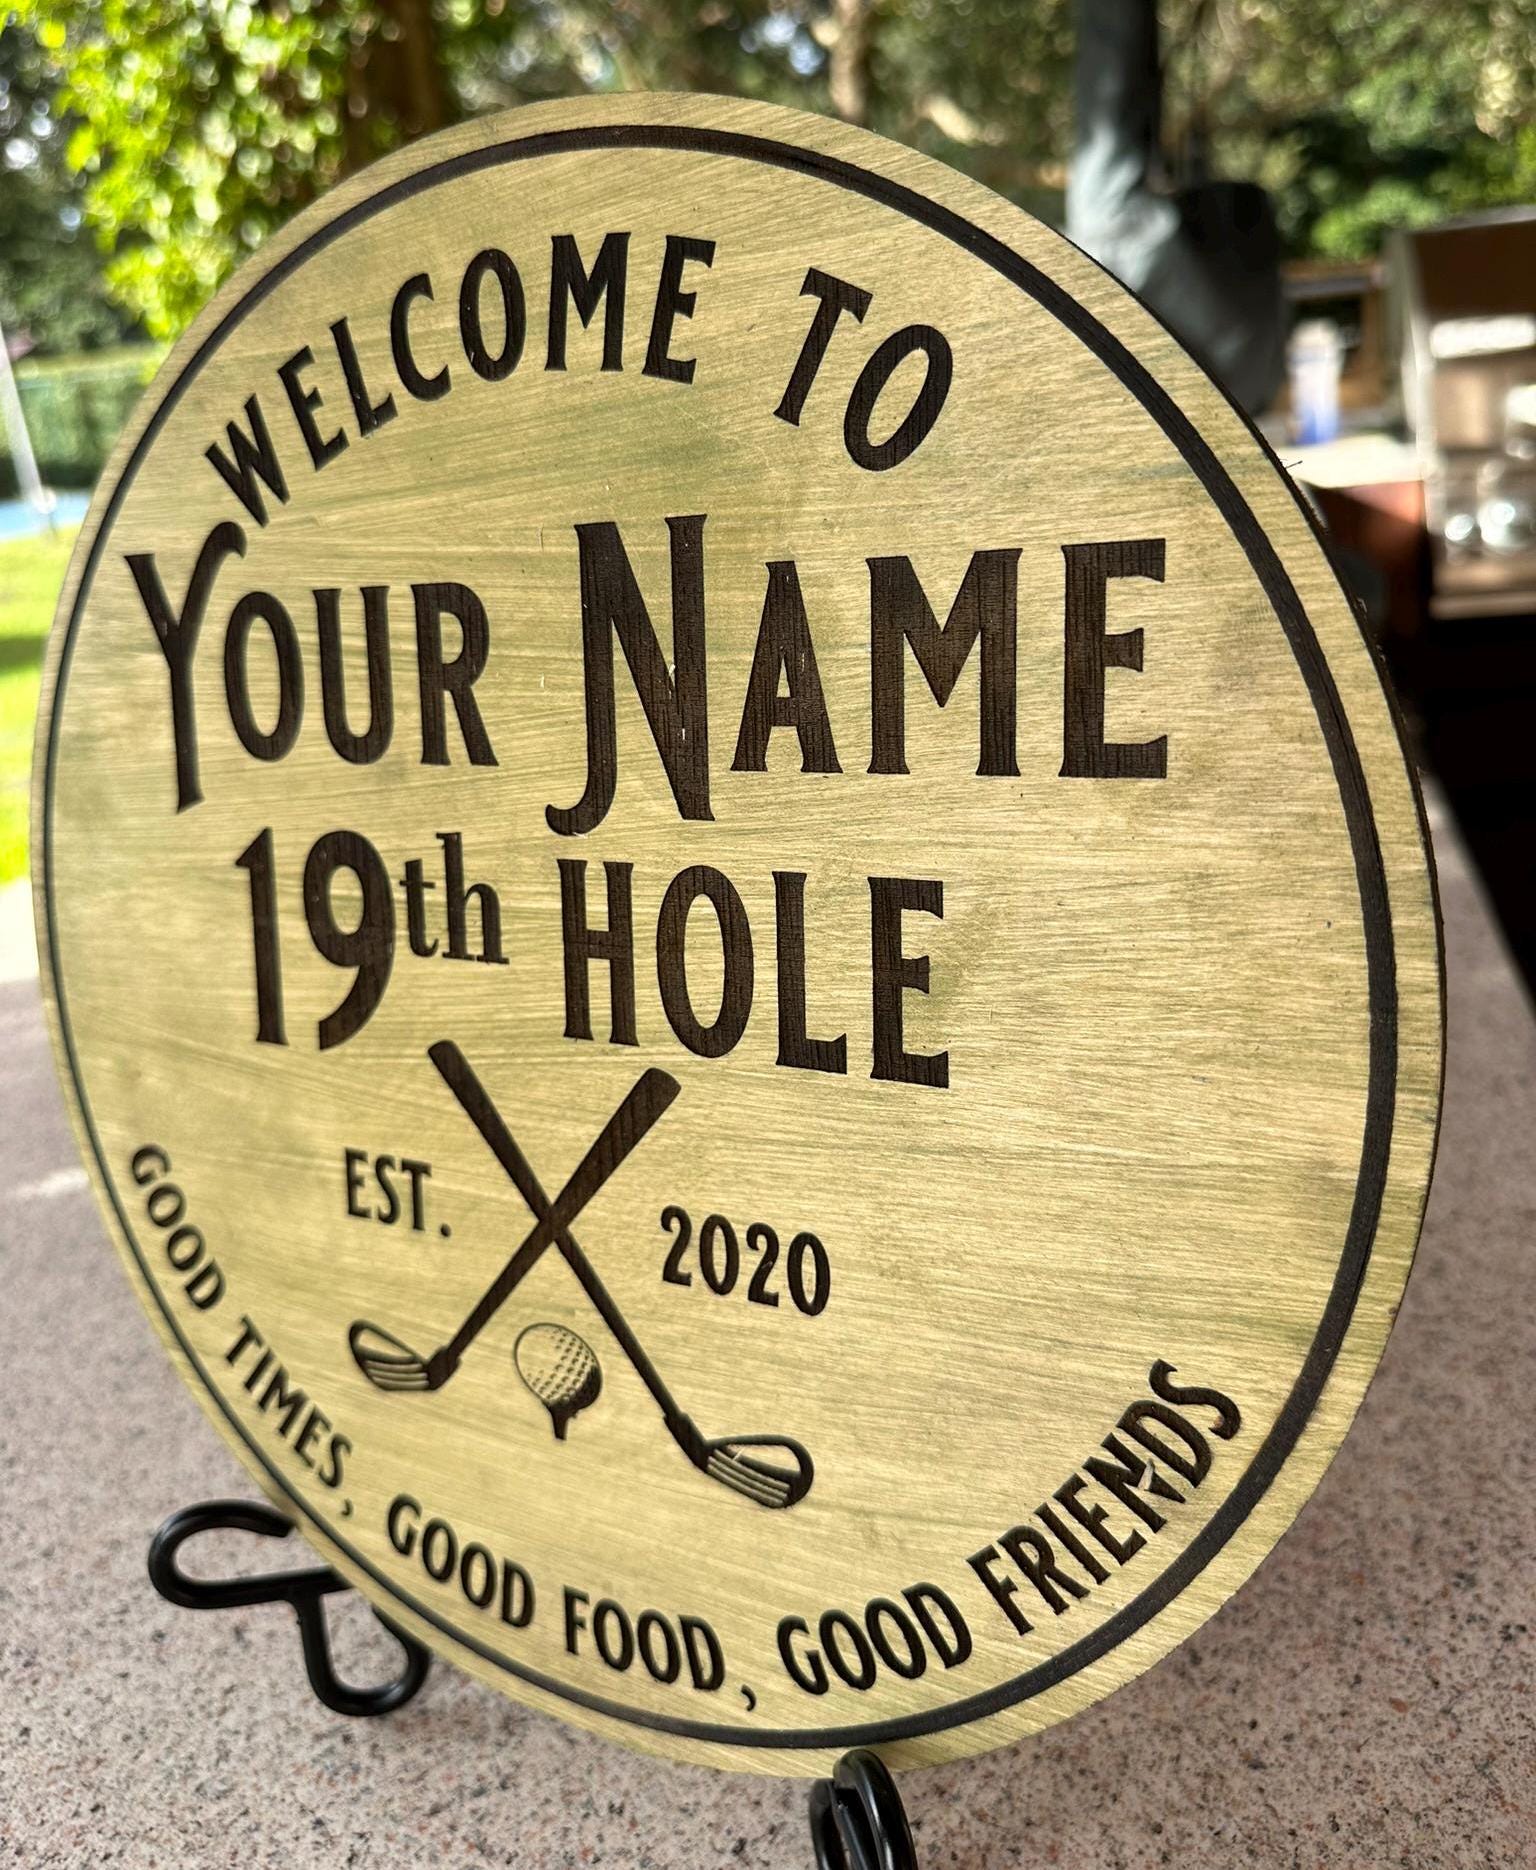 WELCOME TO
YOUR NAME
19th HOLE
EST. 2020
GOOD TIMES, GOOD FOOD, GOOD FRIENDS